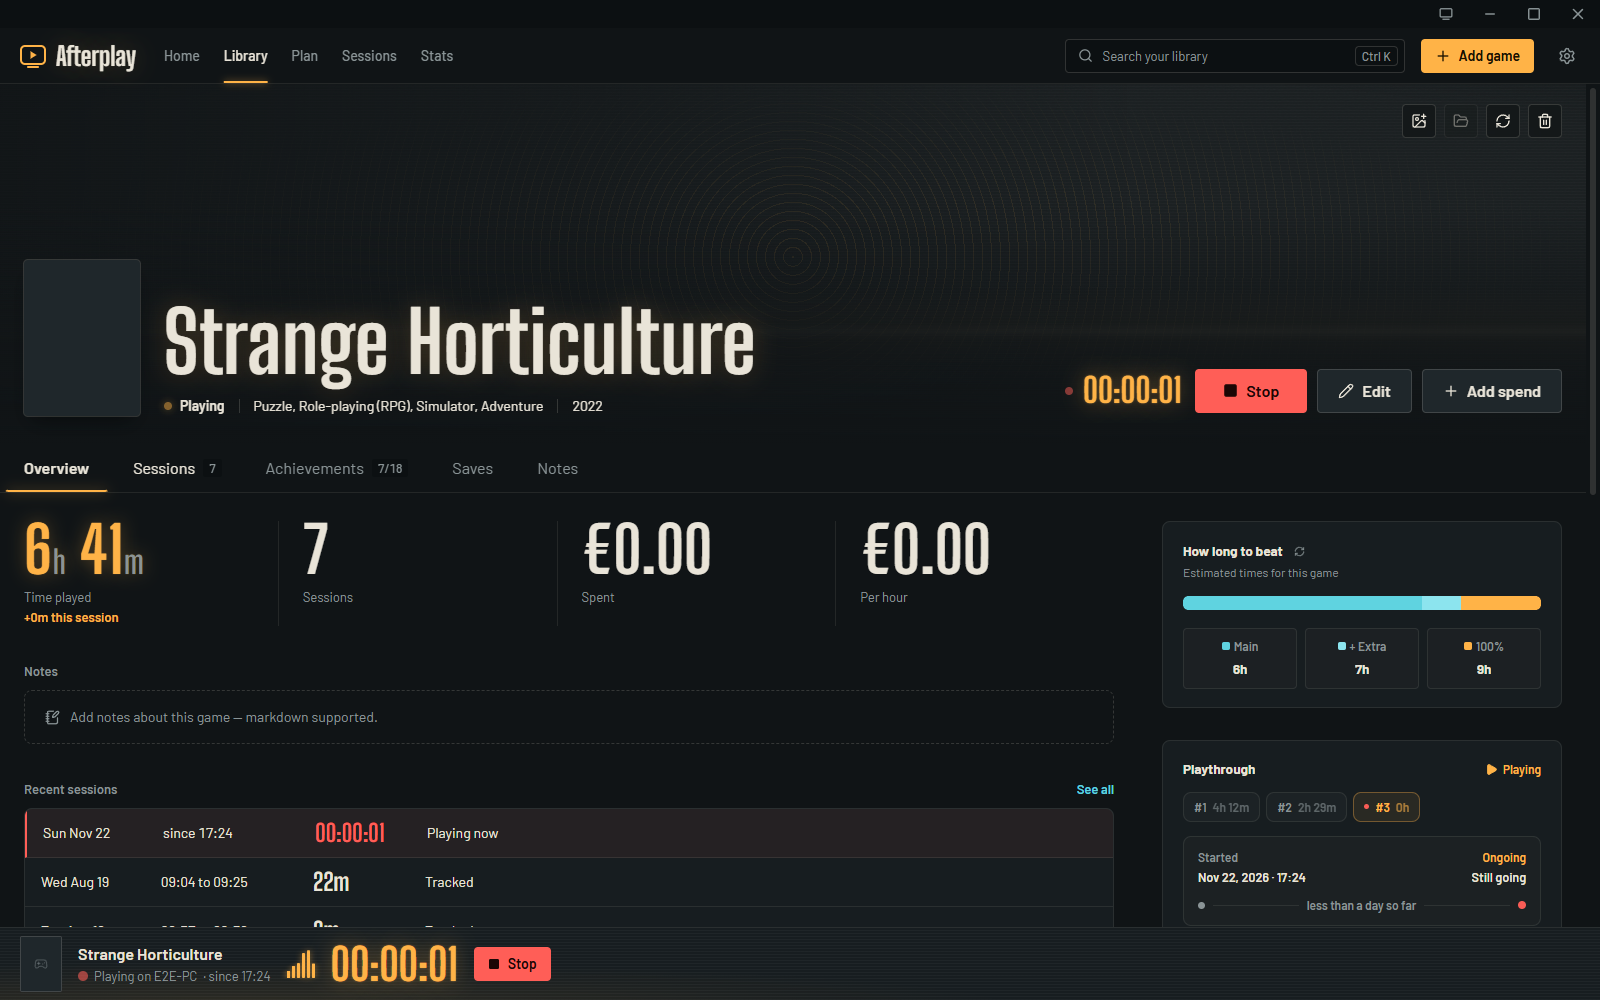 Afterplay
Home
Library
Plan
Sessions
Stats
Search your library
Ctrl K
Add game
Strange Horticulture
Playing
Puzzle, Role-playing (RPG), Simulator, Adventure
2022
00:00:01
Stop
Edit
Add spend
Overview
Sessions 7
Achievements 7/18
Saves
Notes
6h 41m
Time played
+0m this session
7
Sessions
€0.00
Spent
€0.00
Per hour
How long to beat
Estimated times for this game
Main
6h
+ Extra
7h
100%
9h
Notes
Add notes about this game — markdown supported.
Recent sessions
See all
Sun Nov 22 since 17:24 00:00:01 Playing now
Wed Aug 19 09:04 to 09:25 22m Tracked
Playthrough
Playing
#1 4h 12m
#2 2h 29m
#3 0h
Started
Ongoing
Nov 22, 2026 · 17:24
Still going
less than a day so far
Strange Horticulture
Playing on E2E-PC · since 17:24
00:00:01
Stop